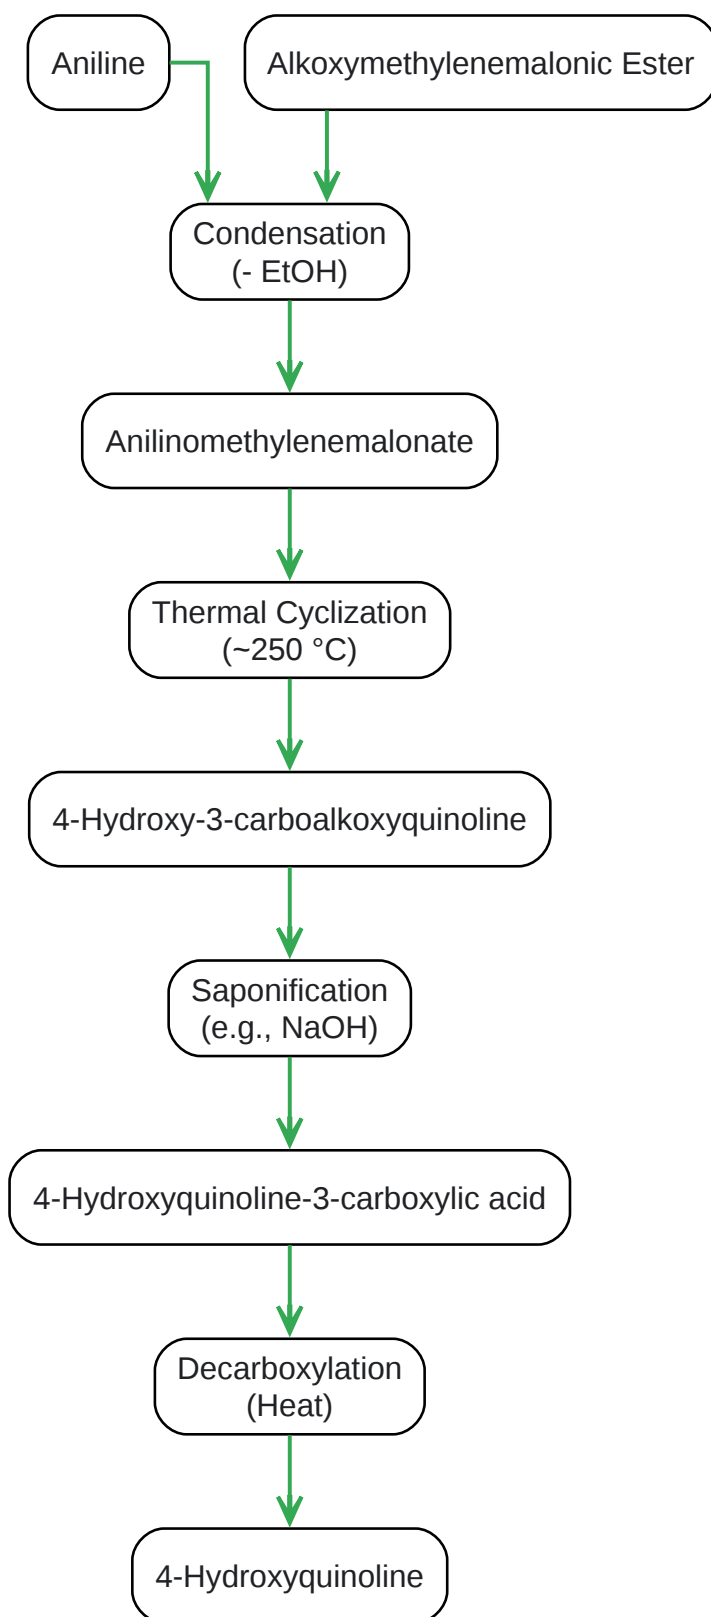 Aniline
Alkoxymethylenemalonic Ester
Condensation
(- EtOH)
Anilinomethylenemalonate
Thermal Cyclization
(~250 °C)
4-Hydroxy-3-carboalkoxyquinoline
Saponification
(e.g., NaOH)
4-Hydroxyquinoline-3-carboxylic acid
Decarboxylation
(Heat)
4-Hydroxyquinoline